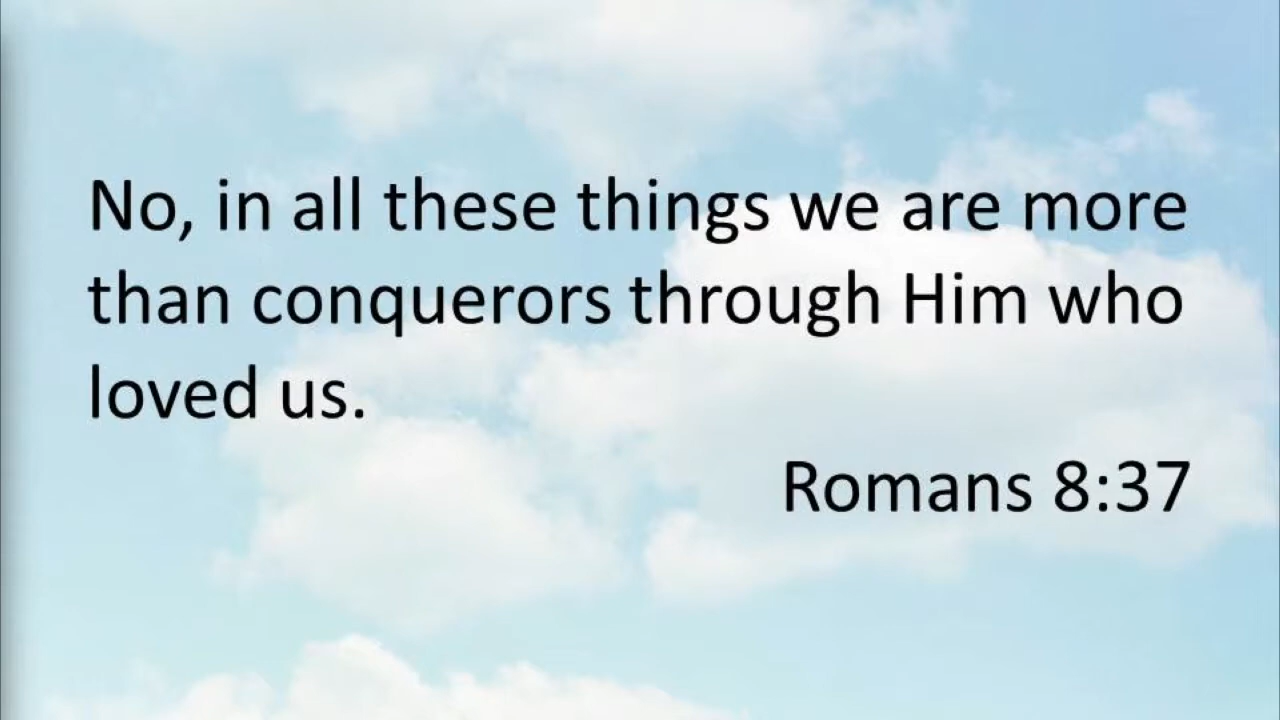 No, in all these things we are more
than conquerors through Him who
loved us.
Romans 8:37